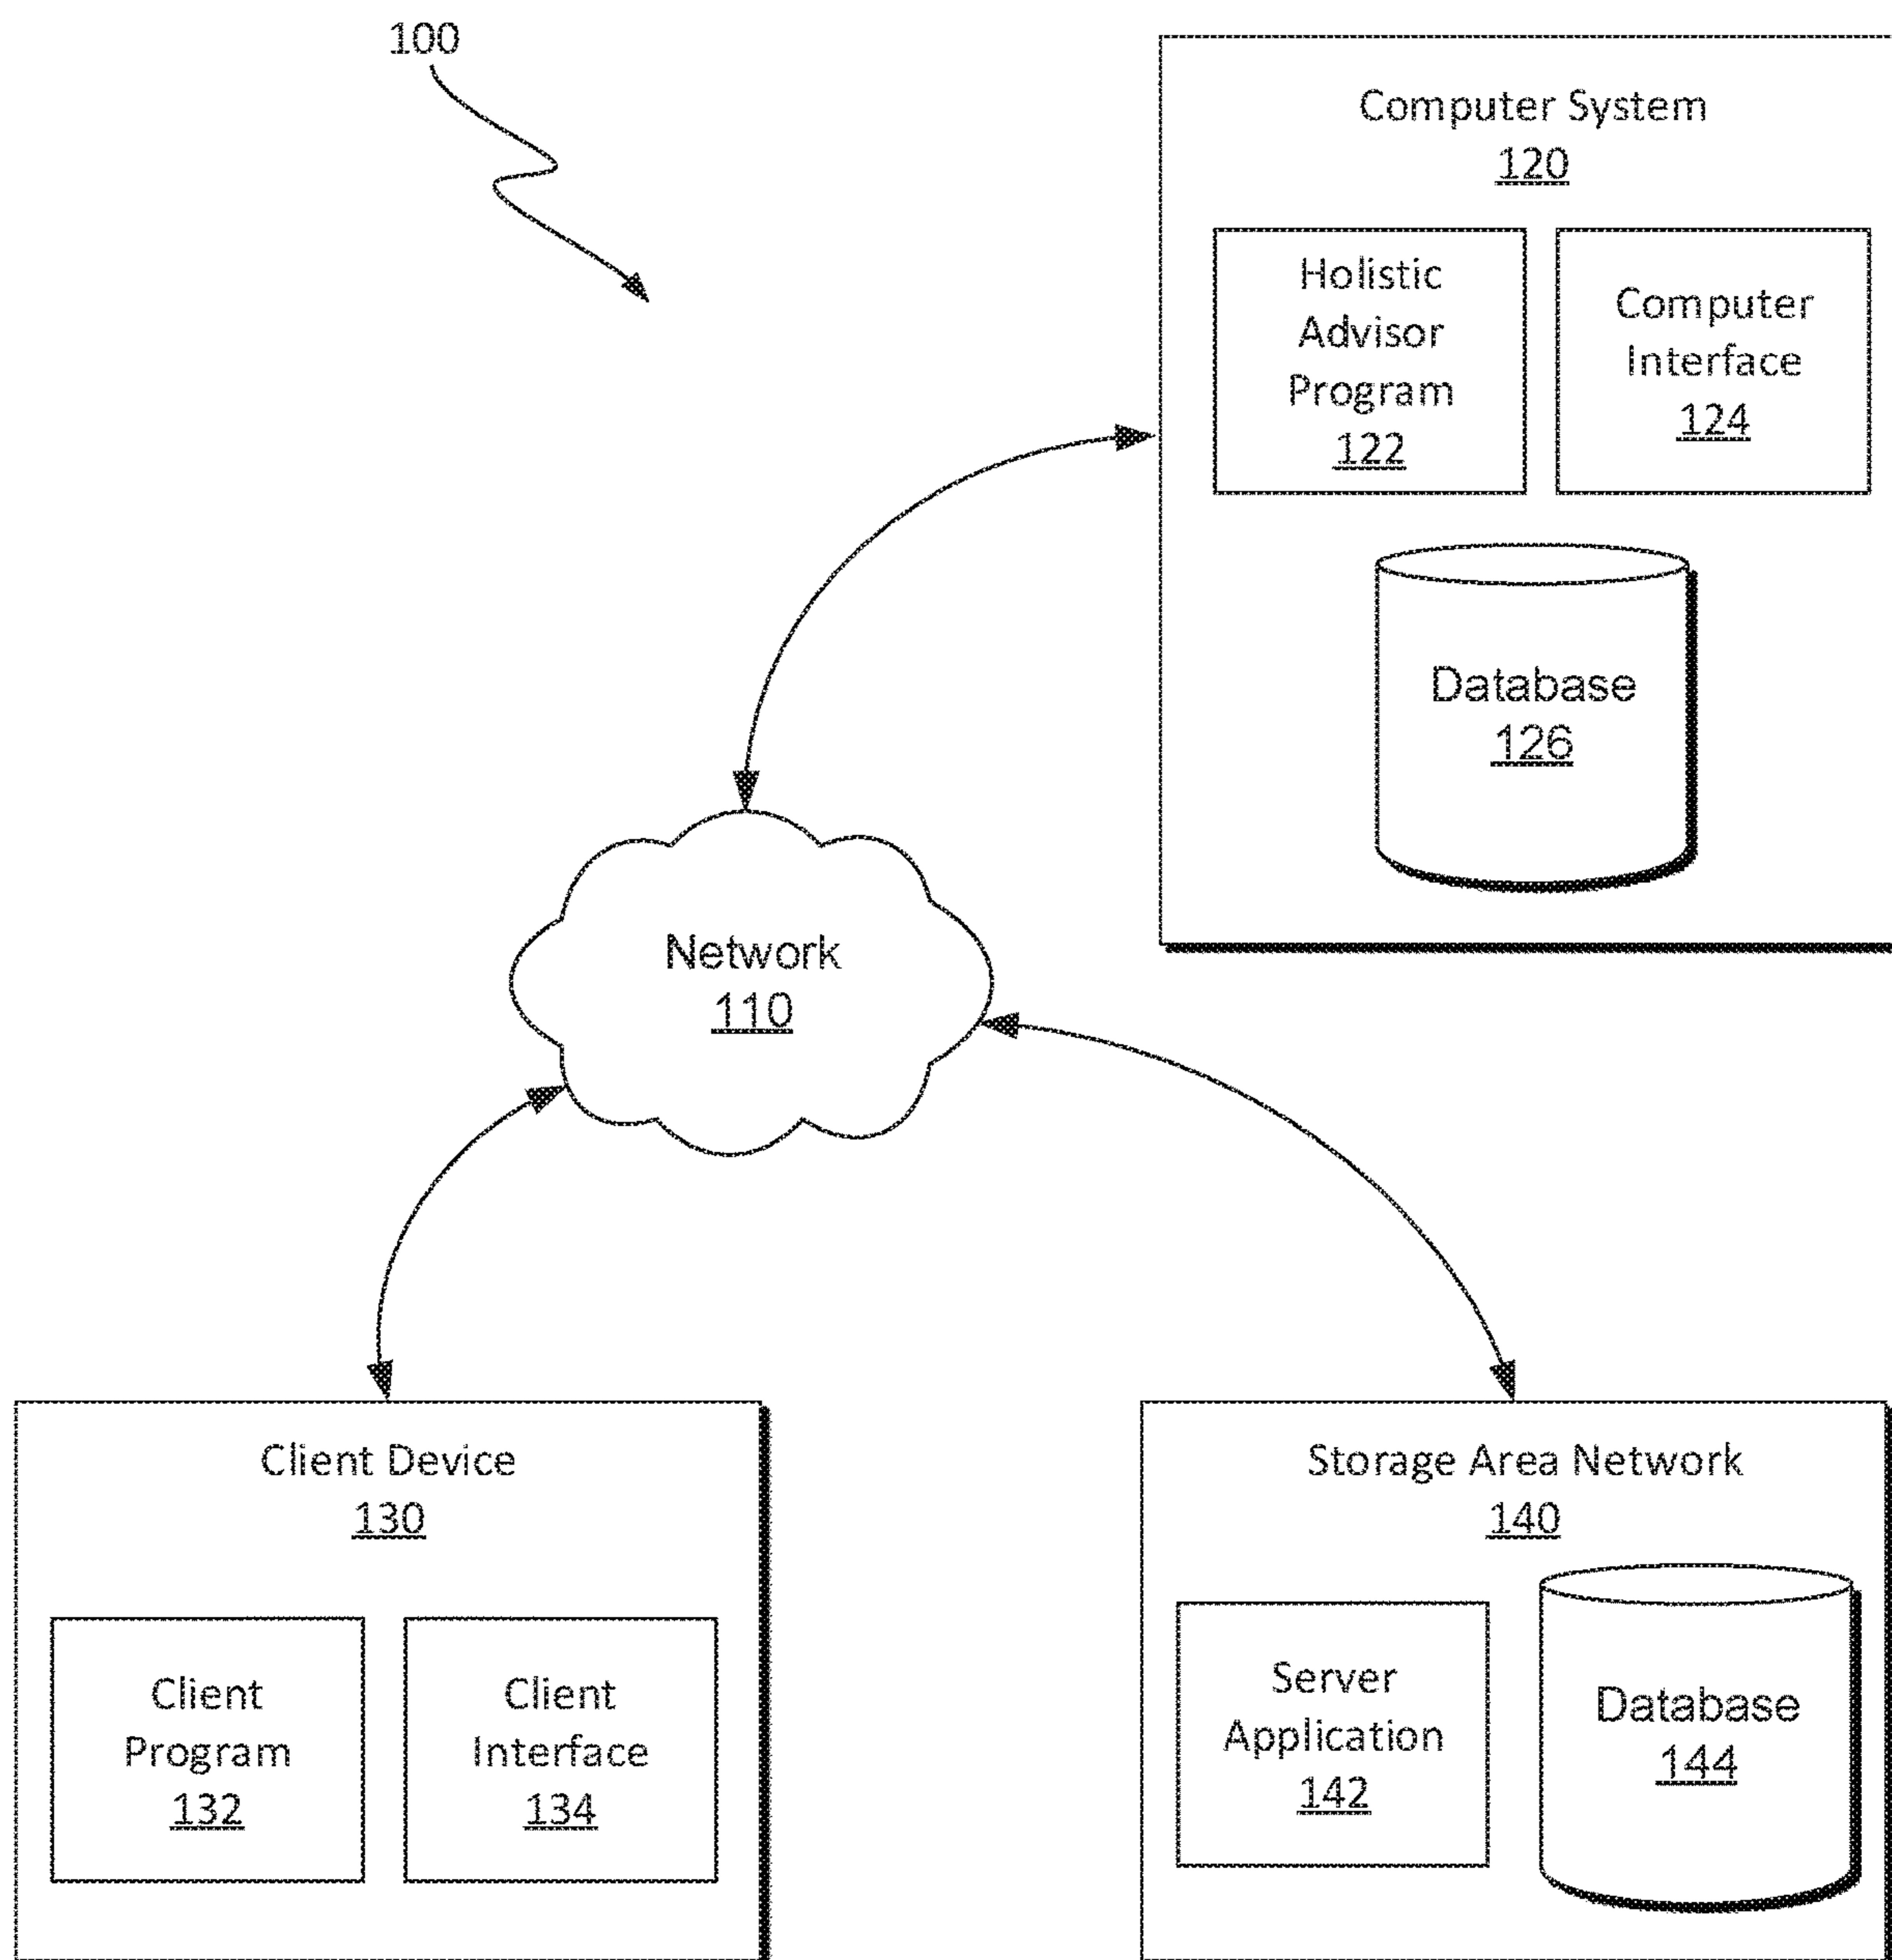 100
Computer System
120
Holistic
Advisor
Program
122
Computer
Interface
124
Database
126
Network
110
Client Device
130
Client
Program
132
Client
Interface
134
Storage Area Network
140
Server
Application
142
Database
144